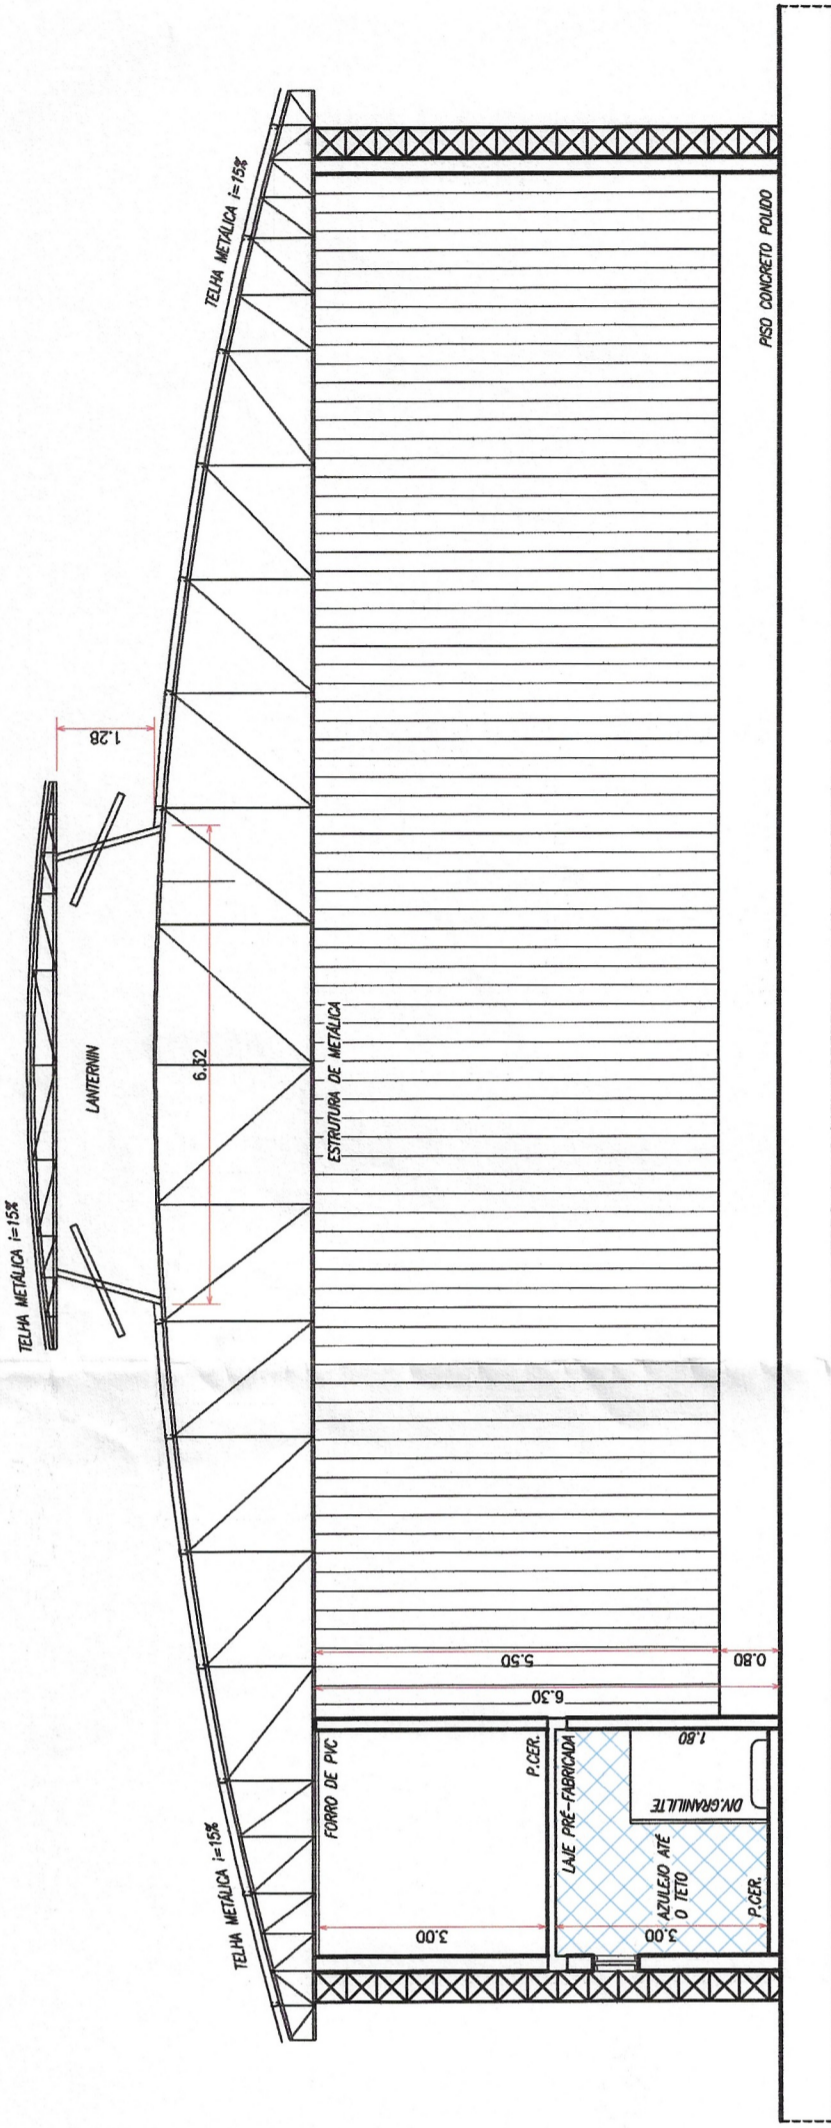 TELHA METÁLICA i=15%
LANTERNIN
1.28
6.32
TELHA METÁLICA i=15%
TELHA METÁLICA i=15%
ESTRUTURA DE METÁLICA
FORRO DE PVC
P.CER.
3.00
5.50
6.30
0.80
LAJE PRÉ-FABRICADA
AZULEJO ATÉ
O TETO
DIV.GRANILILTE
1.80
P.CER.
3.00
PISO CONCRETO POLIDO